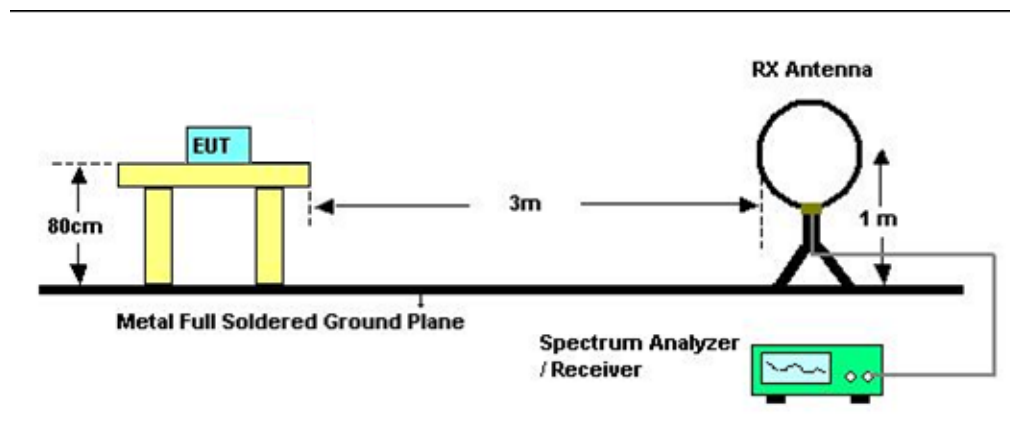 RX Antenna
EUT
80cm
3m
1 m
Metal Full Soldered Ground Plane
Spectrum Analyzer
/ Receiver